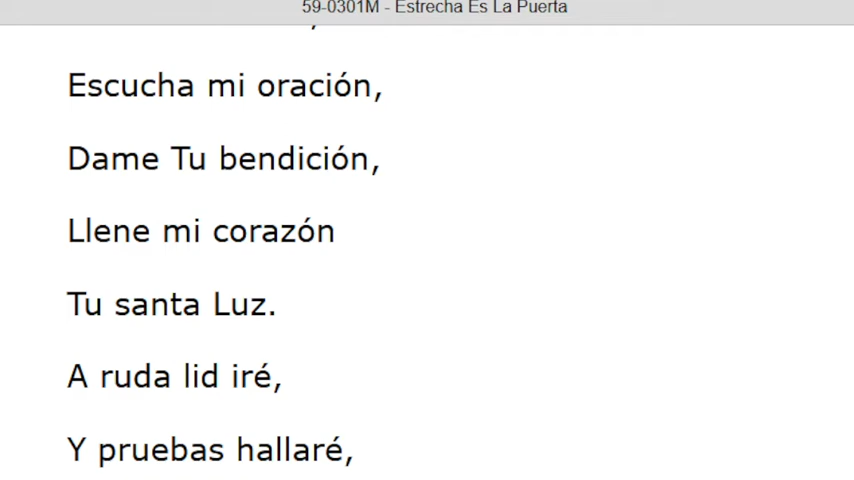 59-0301M - Estrecha Es La Puerta
Escucha mi oración,
Dame Tu bendición,
Llene mi corazón
Tu santa Luz.
A ruda lid iré,
Y pruebas hallaré,